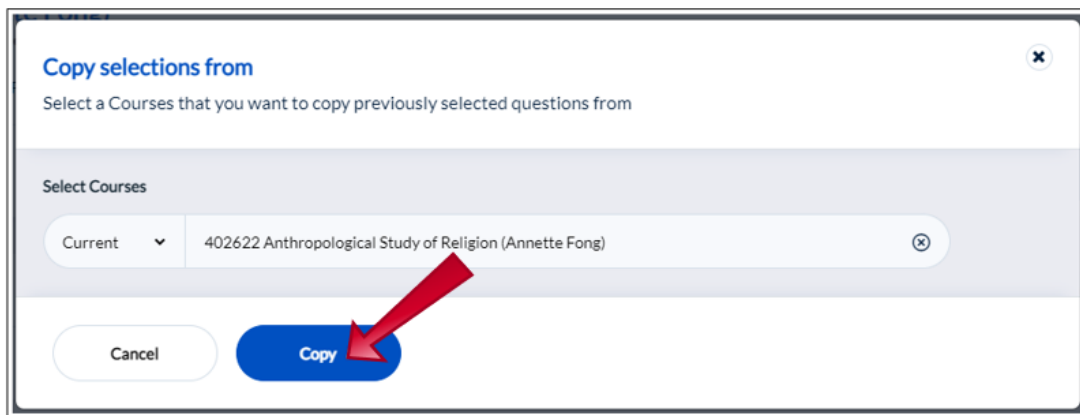 Copy selections from
Select a Courses that you want to copy previously selected questions from
Select Courses
Current 402622 Anthropological Study of Religion (Annette Fong)
Cancel Copy